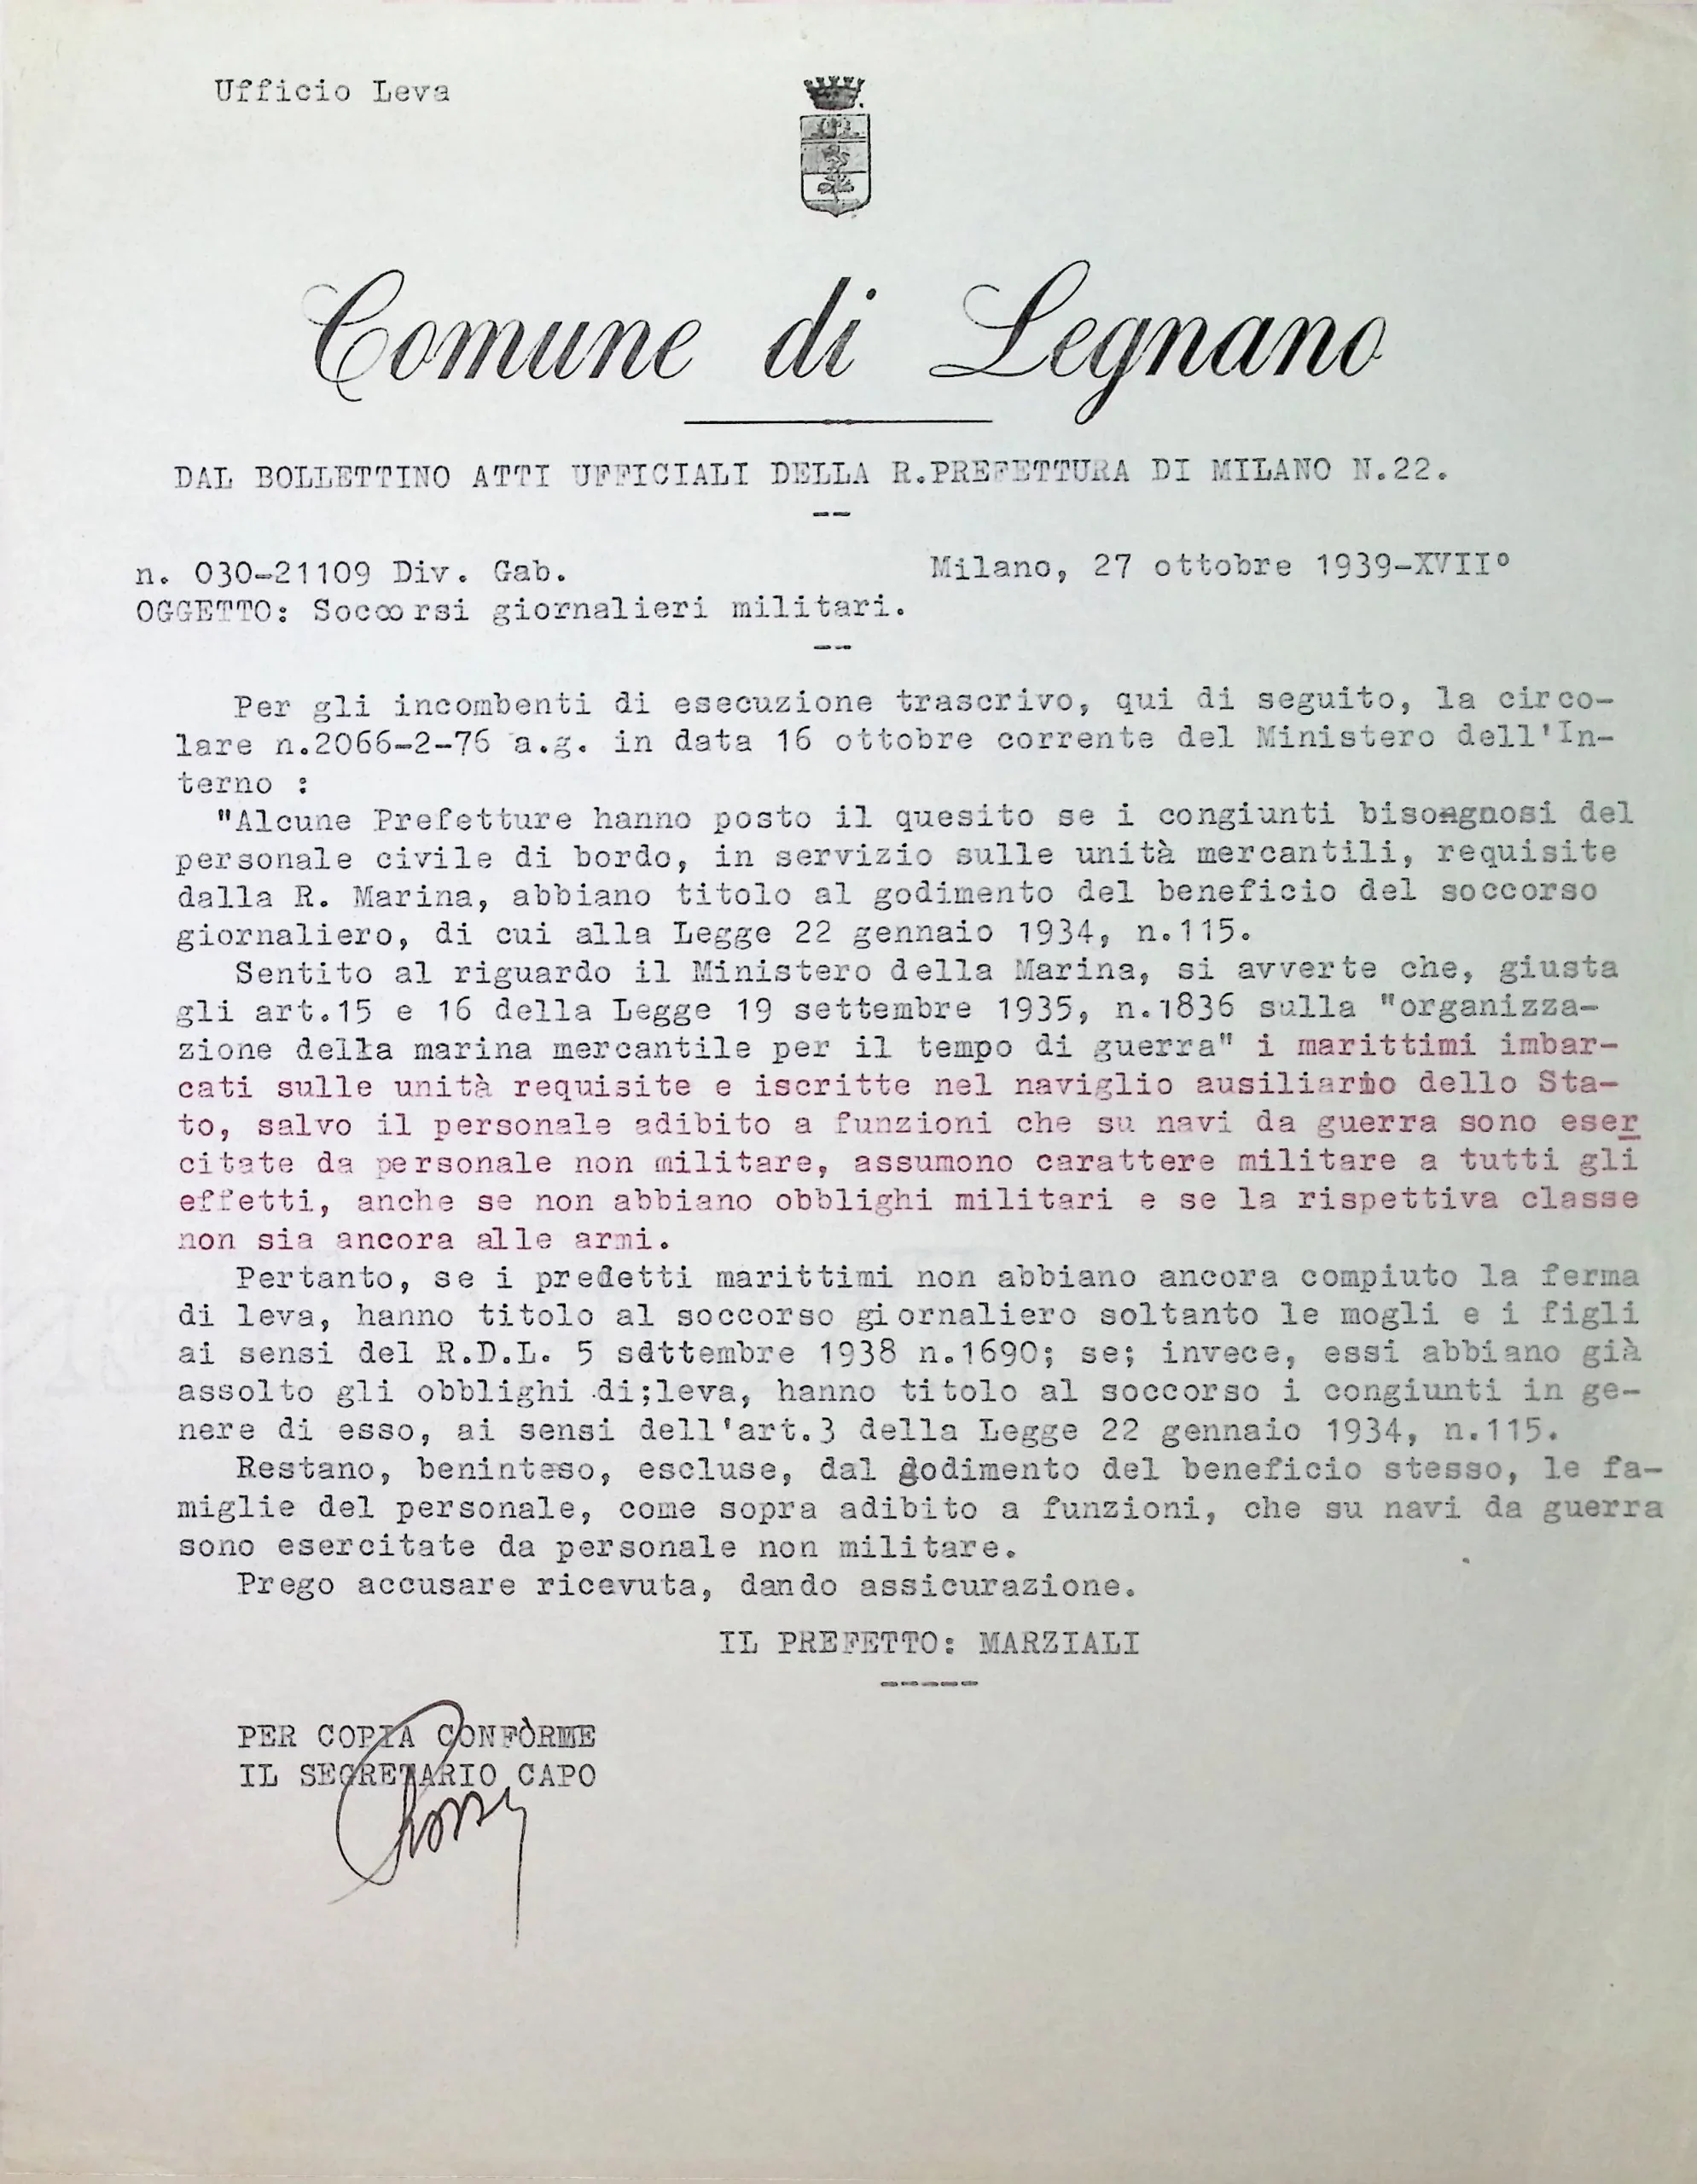 Ufficio Leva
Comune di Legnano
DAL BOLLETTINO ATTI UFFICIALI DELLA R.PREFETTURA DI MILANO N.22.
--
n. 030-21109 Div. Gab.
Milano, 27 ottobre 1939-XVII°
OGGETTO: Soccorsi giornalieri militari.
--
Per gli incombenti di esecuzione trascrivo, qui di seguito, la circo-
lare n.2066-2-76 a.g. in data 16 ottobre corrente del Ministero dell'In-
terno :
"Alcune Prefetture hanno posto il quesito se i congiunti bisongnosi del
personale civile di bordo, in servizio sulle unità mercantili, requisite
dalla R. Marina, abbiano titolo al godimento del beneficio del soccorso
giornaliero, di cui alla Legge 22 gennaio 1934, n.115.
Sentito al riguardo il Ministero della Marina, si avverte che, giusta
gli art.15 e 16 della Legge 19 settembre 1935, n.1836 sulla "organizza-
zione della marina mercantile per il tempo di guerra" i marittimi imbar-
cati sulle unità requisite e iscritte nel naviglio ausiliario dello Sta-
to, salvo il personale adibito a funzioni che su navi da guerra sono eser
citate da personale non militare, assumono carattere militare a tutti gli
effetti, anche se non abbiano obblighi militari e se la rispettiva classe
non sia ancora alle armi.
Pertanto, se i predetti marittimi non abbiano ancora compiuto la ferma
di leva, hanno titolo al soccorso giornaliero soltanto le mogli e i figli
ai sensi del R.D.L. 5 sdttembre 1938 n.1690; se; invece, essi abbiano già
assolto gli obblighi di;leva, hanno titolo al soccorso i congiunti in ge-
nere di esso, ai sensi dell'art.3 della Legge 22 gennaio 1934, n.115.
Restano, beninteso, escluse, dal godimento del beneficio stesso, le fa-
miglie del personale, come sopra adibito a funzioni, che su navi da guerra
sono esercitate da personale non militare.
Prego accusare ricevuta, dando assicurazione.
IL PREFETTO: MARZIALI
-----
PER COPIA CONFÒRME
IL SEGRETARIO CAPO